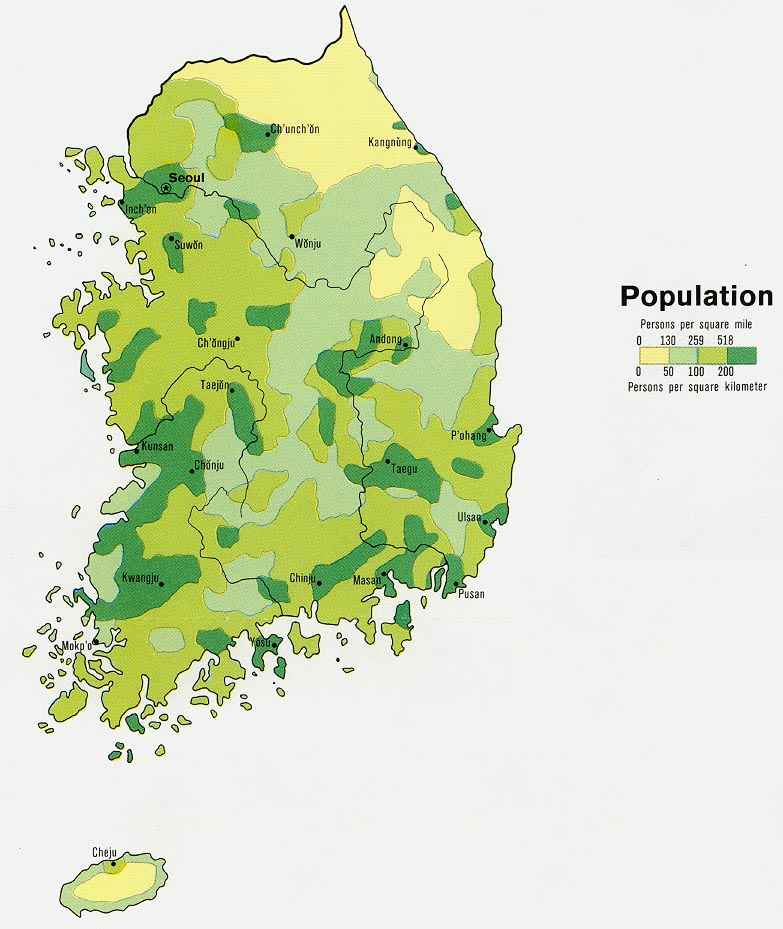 Ch'unch'ŏn
Kangnŭng
Seoul
Inch'on
Suwŏn
Wŏnju
Population
Persons per square mile
0 130 259 518
0 50 100 200
Persons per square kilometer
Ch'ŏngju
Andong
Taejŏn
P'ohang
Kunsan
Chŏnju
Taegu
Ulsan
Kwangju
Chinju
Masan
Pusan
Mokp'o
Yŏsu
Cheju